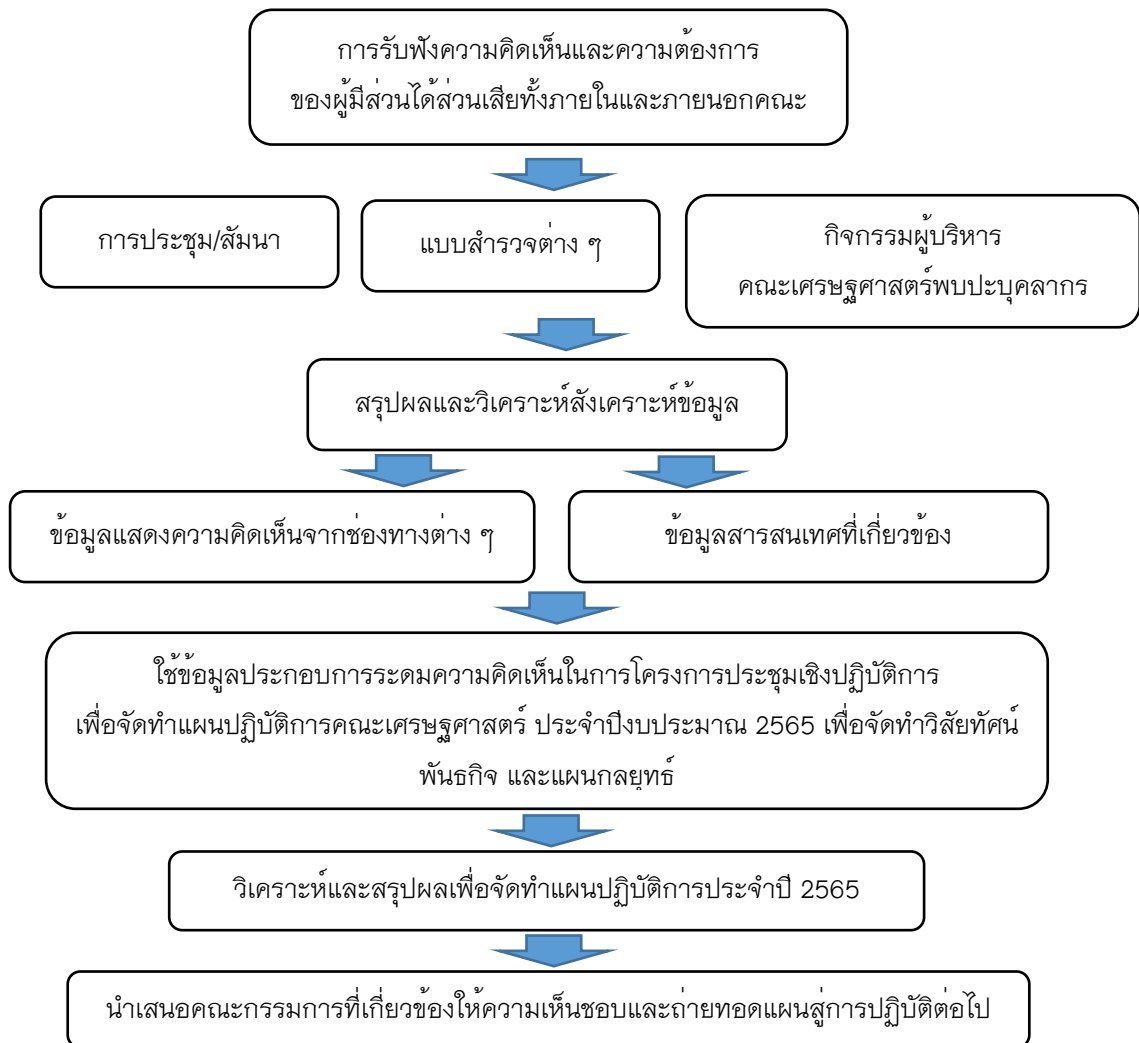 การรับฟังความคิดเห็นและความต้องการ
ของผู้มีส่วนได้ส่วนเสียทั้งภายในและภายนอกคณะ
การประชุม/สัมนา
แบบสำรวจต่าง ๆ
กิจกรรมผู้บริหาร
คณะเศรษฐศาสตร์พบปะบุคลากร
สรุปผลและวิเคราะห์สังเคราะห์ข้อมูล
ข้อมูลแสดงความคิดเห็นจากช่องทางต่าง ๆ
ข้อมูลสารสนเทศที่เกี่ยวข้อง
ใช้ข้อมูลประกอบการระดมความคิดเห็นในการโครงการประชุมเชิงปฏิบัติการ
เพื่อจัดทำแผนปฏิบัติการคณะเศรษฐศาสตร์ ประจำปีงบประมาณ 2565 เพื่อจัดทำวิสัยทัศน์
พันธกิจ และแผนกลยุทธ์
วิเคราะห์และสรุปผลเพื่อจัดทำแผนปฏิบัติการประจำปี 2565
นำเสนอคณะกรรมการที่เกี่ยวข้องให้ความเห็นชอบและถ่ายทอดแผนสู่การปฏิบัติต่อไป